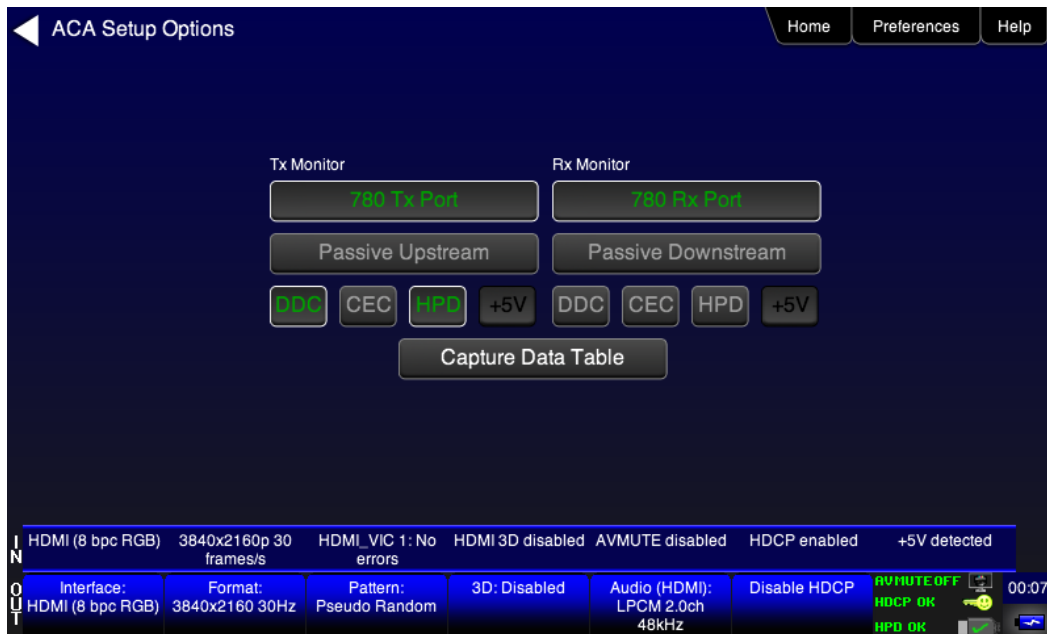 ACA Setup Options
Home
Preferences
Help
Tx Monitor
Rx Monitor
780 Tx Port
780 Rx Port
Passive Upstream
Passive Downstream
DDC
CEC
HPD
+5V
DDC
CEC
HPD
+5V
Capture Data Table
IN
HDMI (8 bpc RGB)
3840x2160p 30
frames/s
HDMI_VIC 1: No
errors
HDMI 3D disabled
AVMUTE disabled
HDCP enabled
+5V detected
OUT
Interface:
HDMI (8 bpc RGB)
Format:
3840x2160 30Hz
Pattern:
Pseudo Random
3D: Disabled
Audio (HDMI):
LPCM 2.0ch
48kHz
Disable HDCP
AVMUTE OFF
HDCP OK
HPD OK
00:07